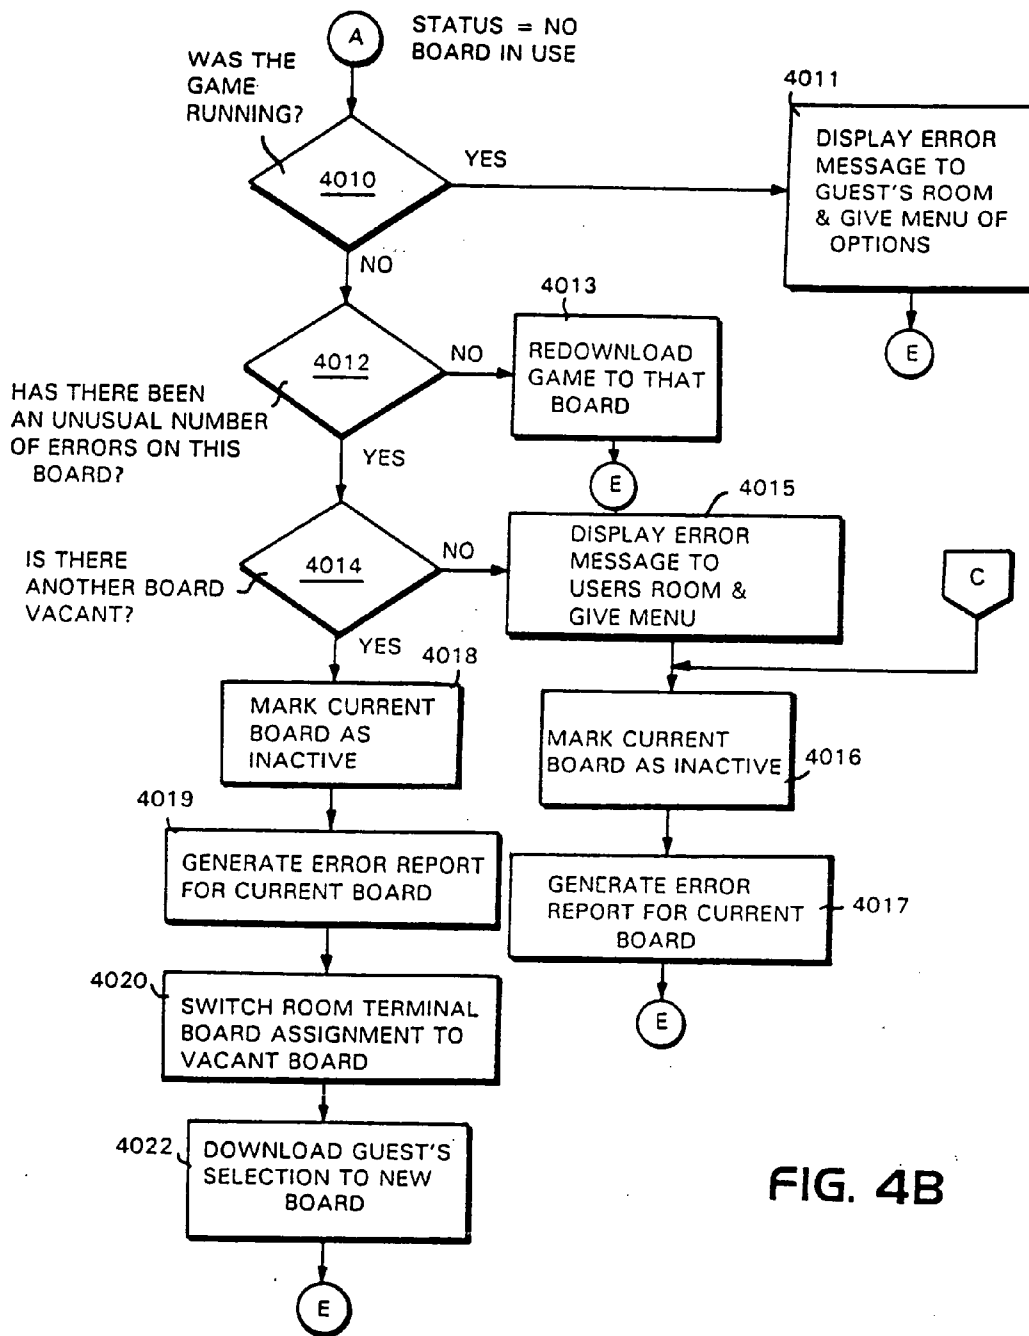 A
STATUS = NO
BOARD IN USE
WAS THE
GAME
RUNNING?
4010
YES
4011
DISPLAY ERROR
MESSAGE TO
GUEST'S ROOM
& GIVE MENU OF
OPTIONS
E
NO
4012
HAS THERE BEEN
AN UNUSUAL NUMBER
OF ERRORS ON THIS
BOARD?
NO
4013
REDOWNLOAD
GAME TO THAT
BOARD
E
YES
4014
IS THERE
ANOTHER BOARD
VACANT?
NO
4015
DISPLAY ERROR
MESSAGE TO
USERS ROOM &
GIVE MENU
C
YES
4018
MARK CURRENT
BOARD AS
INACTIVE
MARK CURRENT
BOARD AS INACTIVE
4016
4019
GENERATE ERROR REPORT
FOR CURRENT BOARD
GENERATE ERROR
REPORT FOR CURRENT
BOARD
4017
E
4020
SWITCH ROOM TERMINAL
BOARD ASSIGNMENT TO
VACANT BOARD
4022
DOWNLOAD GUEST'S
SELECTION TO NEW
BOARD
E
FIG. 4B